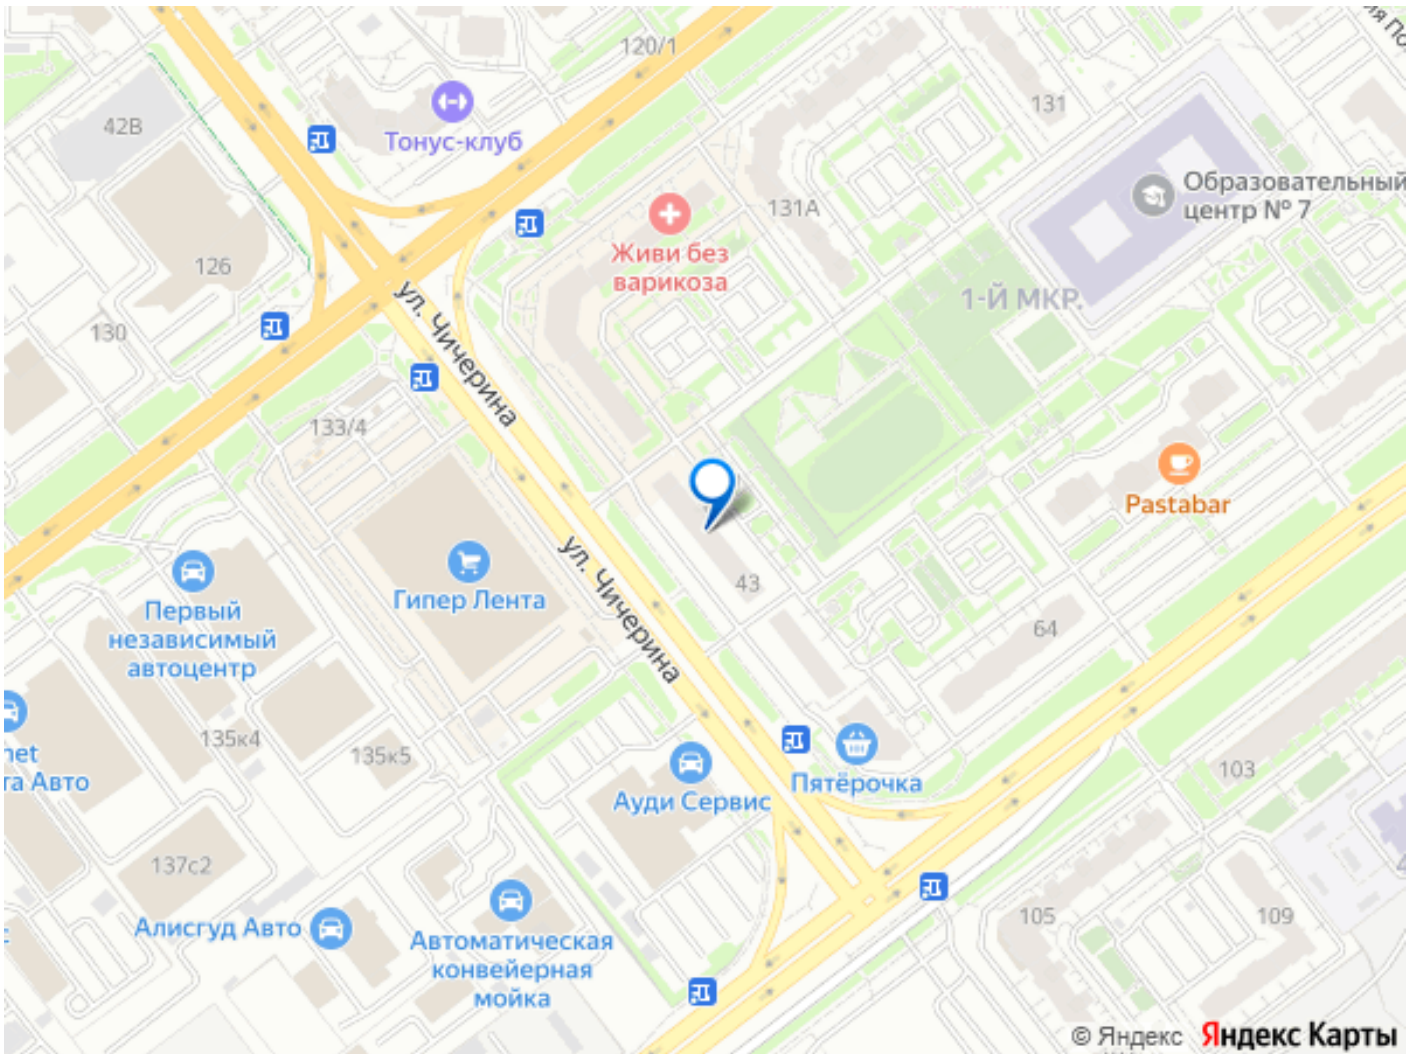 120/1
42В
Тонус-клуб
131
131А
Образовательный
центр № 7
Живи без
варикоза
126
1-Й МКР.
130
ул. Чичерина
133/4
Pastabar
Гипер Лента
ул. Чичерина
43
64
Первый
независимый
автоцентр
135к4
135к5
та Авто
Ауди Сервис
Пятёрочка
103
137с2
Алисгуд Авто
Автоматическая
конвейерная
мойка
105
109
© Яндекс Яндекс Карты